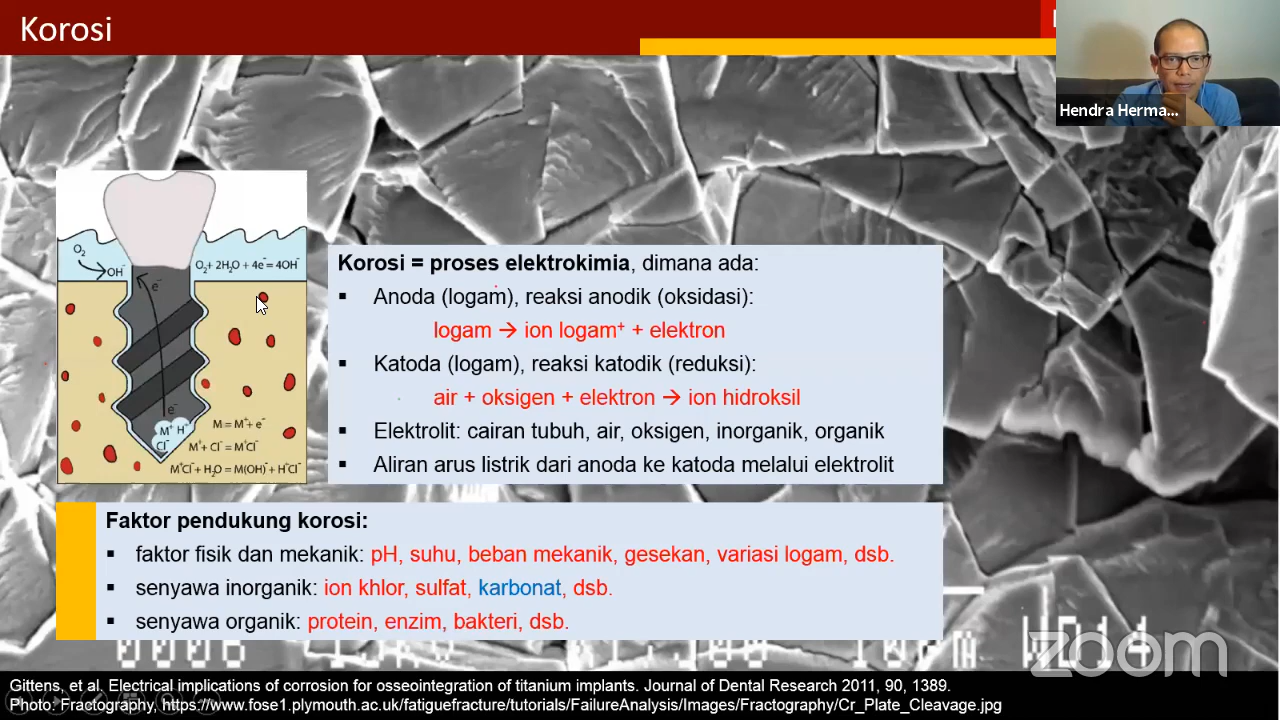 Korosi
Hendra Herma...
O₂
OH⁻
O₂+ 2H₂O + 4e⁻= 4OH⁻
e⁻
e⁻
M⁺ H⁺
Cl⁻
M = M⁺+ e⁻
M⁺+ Cl⁻ = M⁺Cl⁻
M⁺Cl⁻+ H₂O = M(OH)⁻+ H⁺Cl⁻
Korosi = proses elektrokimia, dimana ada:
▪ Anoda (logam), reaksi anodik (oksidasi):
logam → ion logam⁺ + elektron
▪ Katoda (logam), reaksi katodik (reduksi):
air + oksigen + elektron → ion hidroksil
▪ Elektrolit: cairan tubuh, air, oksigen, inorganik, organik
▪ Aliran arus listrik dari anoda ke katoda melalui elektrolit
Faktor pendukung korosi:
▪ faktor fisik dan mekanik: pH, suhu, beban mekanik, gesekan, variasi logam, dsb.
▪ senyawa inorganik: ion khlor, sulfat, karbonat, dsb.
▪ senyawa organik: protein, enzim, bakteri, dsb.
zoom
Gittens, et al. Electrical implications of corrosion for osseointegration of titanium implants. Journal of Dental Research 2011, 90, 1389.
Photo: Fractography, https://www.fose1.plymouth.ac.uk/fatiguefracture/tutorials/FailureAnalysis/Images/Fractography/Cr_Plate_Cleavage.jpg